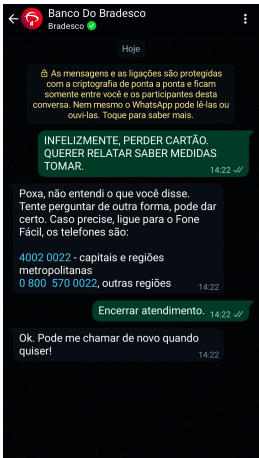 Banco Do Bradesco
Bradesco
Hoje
As mensagens e as ligações são protegidas
com a criptografia de ponta a ponta e ficam
somente entre você e os participantes desta
conversa. Nem mesmo o WhatsApp pode lê-las ou
ouvi-las. Toque para saber mais.
INFELIZMENTE, PERDER CARTÃO.
QUERER RELATAR SABER MEDIDAS
TOMAR.
14:22
Poxa, não entendi o que você disse.
Tente perguntar de outra forma, pode dar
certo. Caso precise, ligue para o Fone
Fácil, os telefones são:
4002 0022 - capitais e regiões
metropolitanas
0 800 570 0022, outras regiões
14:22
Encerrar atendimento.
14:22
Ok. Pode me chamar de novo quando
quiser!
14:22